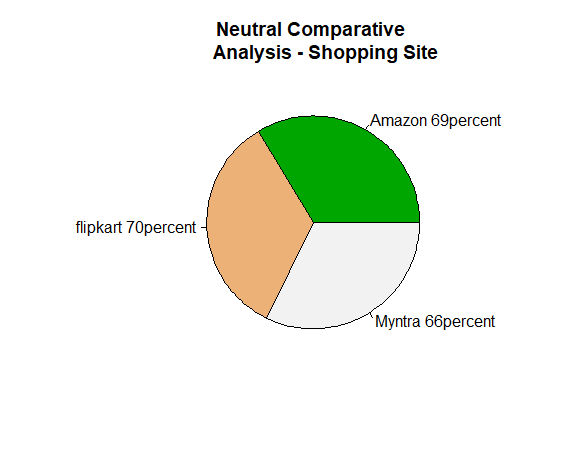 Neutral Comparative
Analysis - Shopping Site
Amazon 69percent
flipkart 70percent
Myntra 66percent